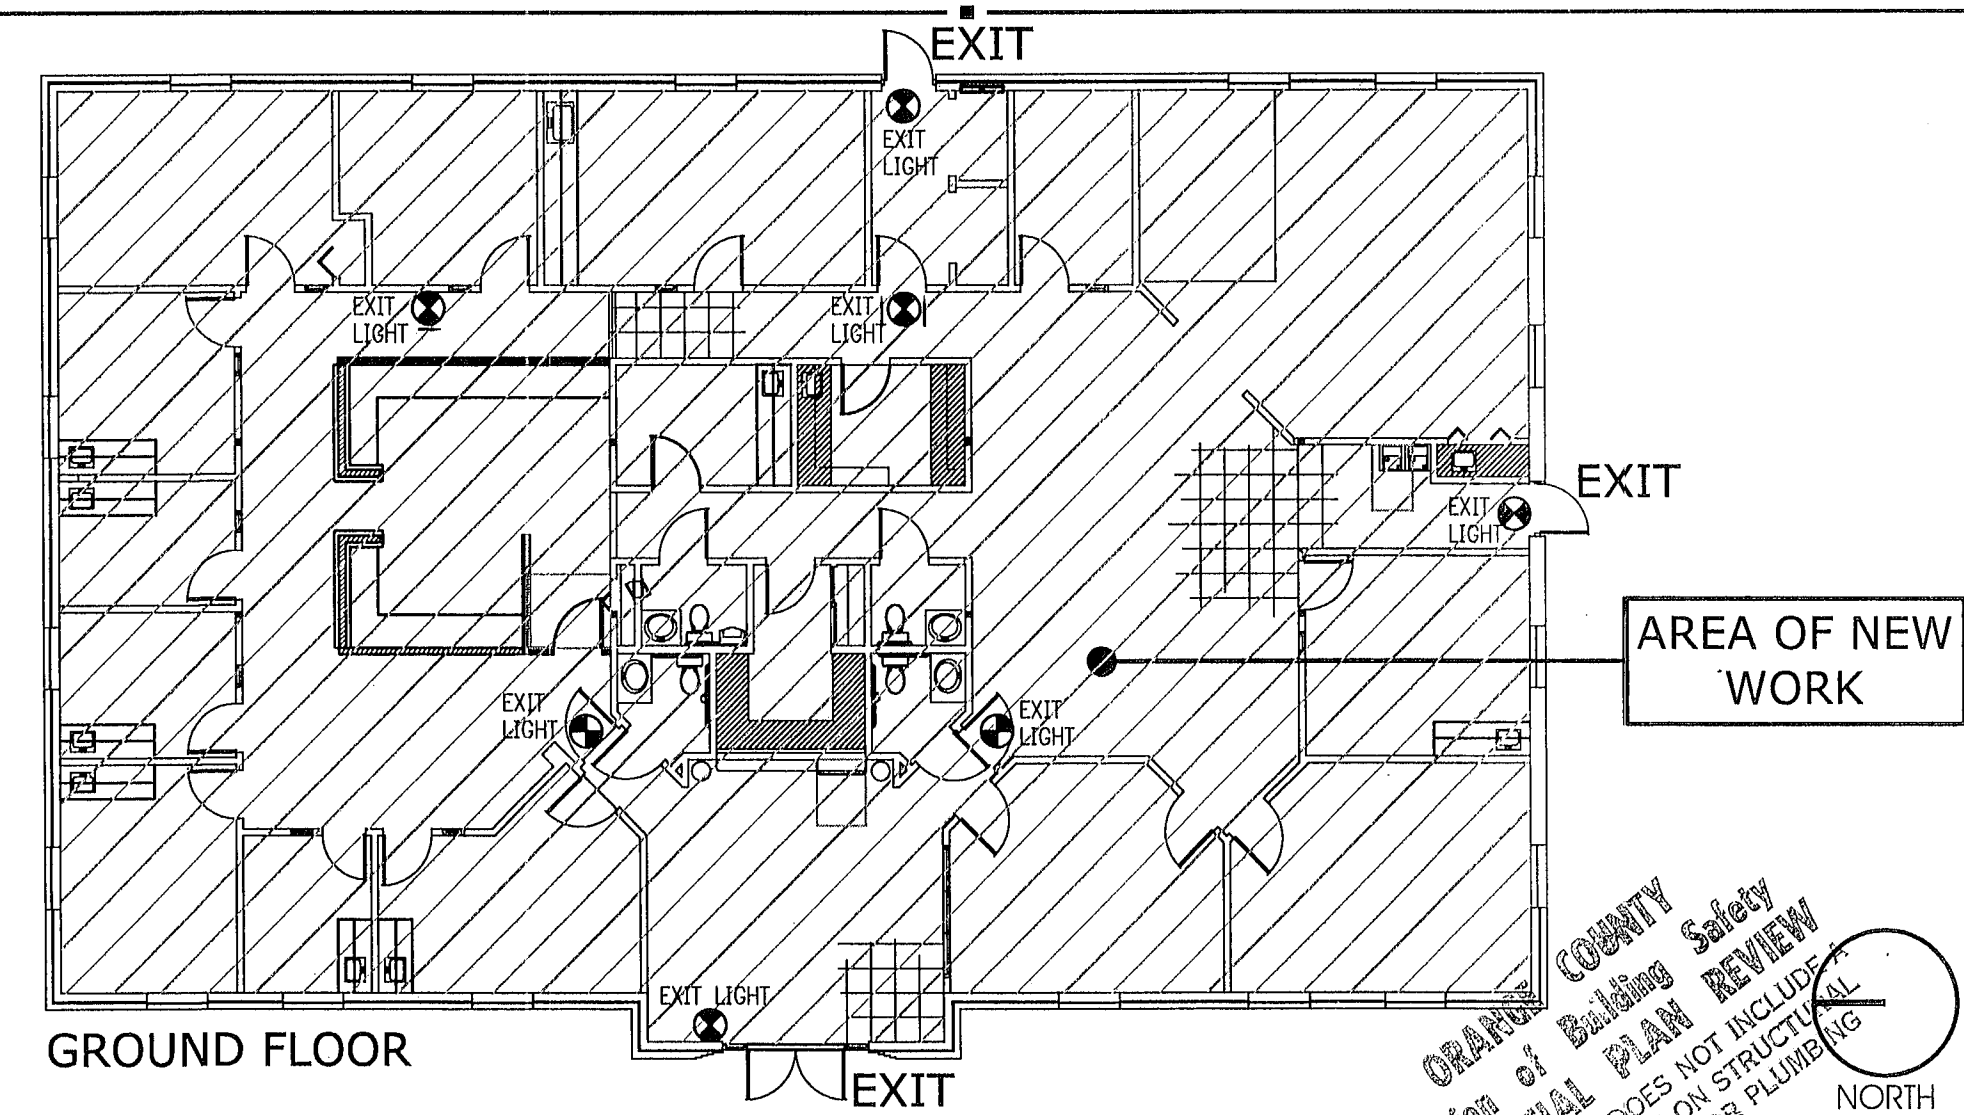 EXIT
EXIT
LIGHT
EXIT
LIGHT
EXIT
LIGHT
EXIT
EXIT
LIGHT
AREA OF NEW
WORK
EXIT
LIGHT
EXIT
LIGHT
EXIT LIGHT
GROUND FLOOR
EXIT
ORANGE COUNTY
of Building Safety
PLAN REVIEW
DOES NOT INCLUDE A
ON STRUCTURAL
PLUMBING
NORTH